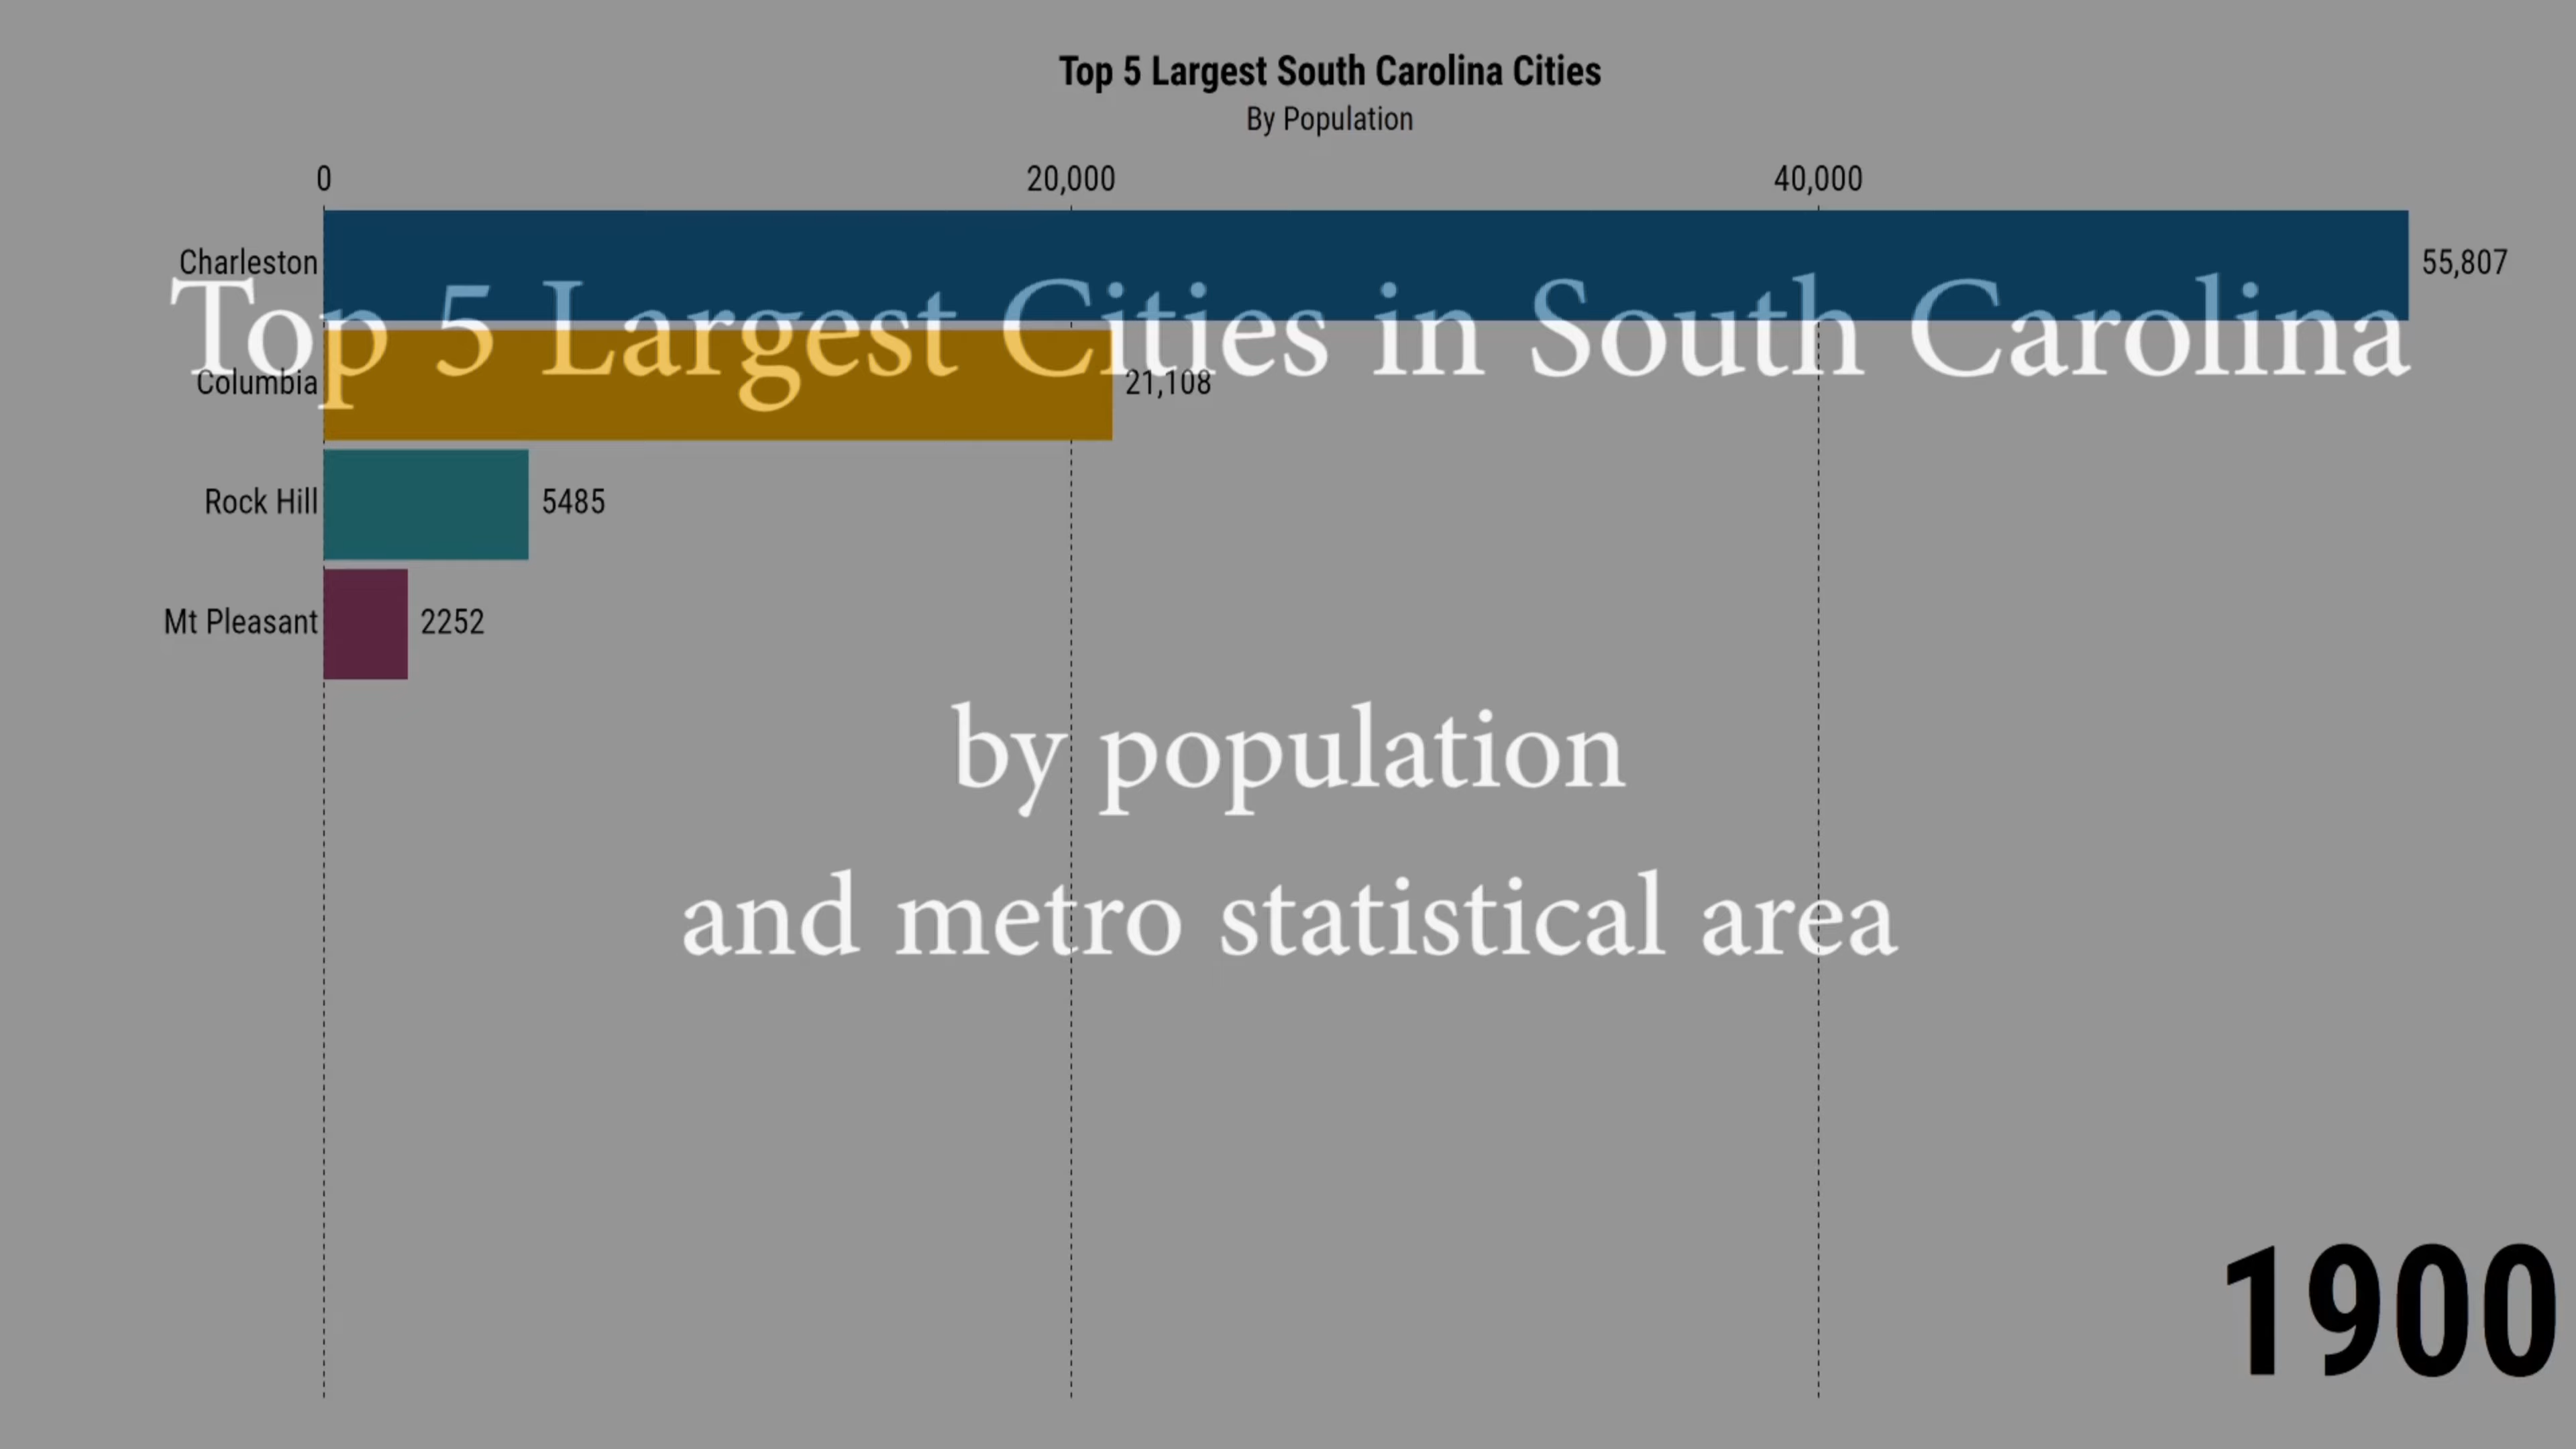 Top 5 Largest South Carolina Cities
By Population
0 20,000 40,000
Charleston 55,807
Top 5 Largest Cities in South Carolina
Columbia 21,108
Rock Hill 5485
Mt Pleasant 2252
by population
and metro statistical area
1900